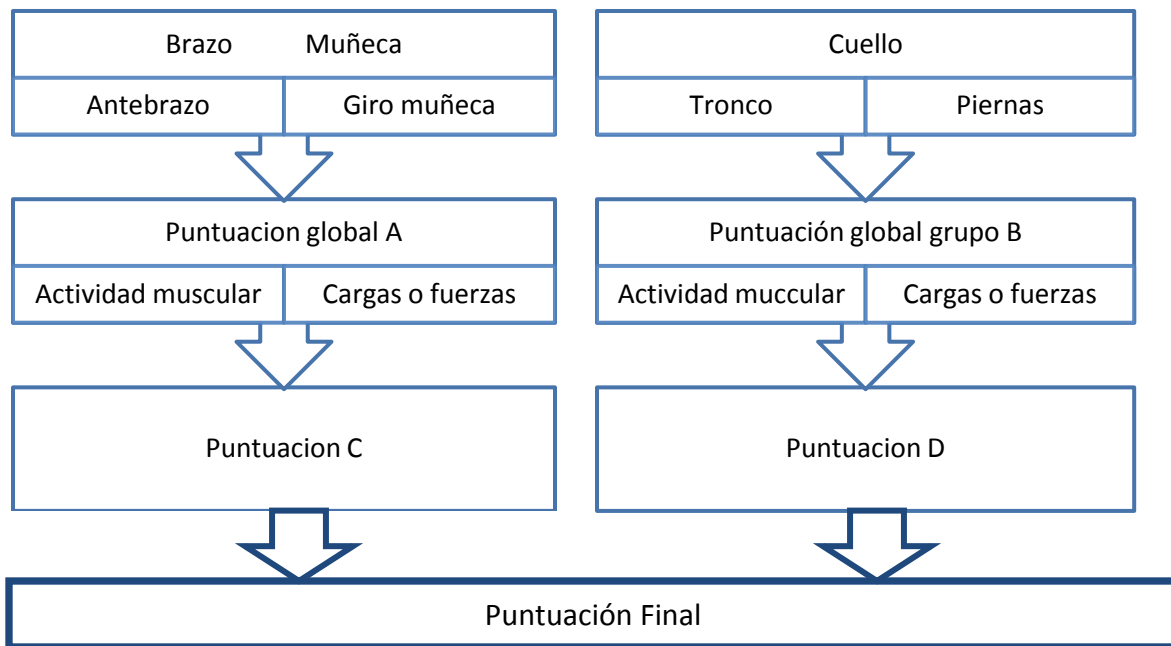 Brazo Muñeca
Antebrazo
Giro muñeca
Puntuacion global A
Actividad muscular
Cargas o fuerzas
Puntuacion C
Cuello
Tronco
Piernas
Puntuación global grupo B
Actividad muccular
Cargas o fuerzas
Puntuacion D
Puntuación Final